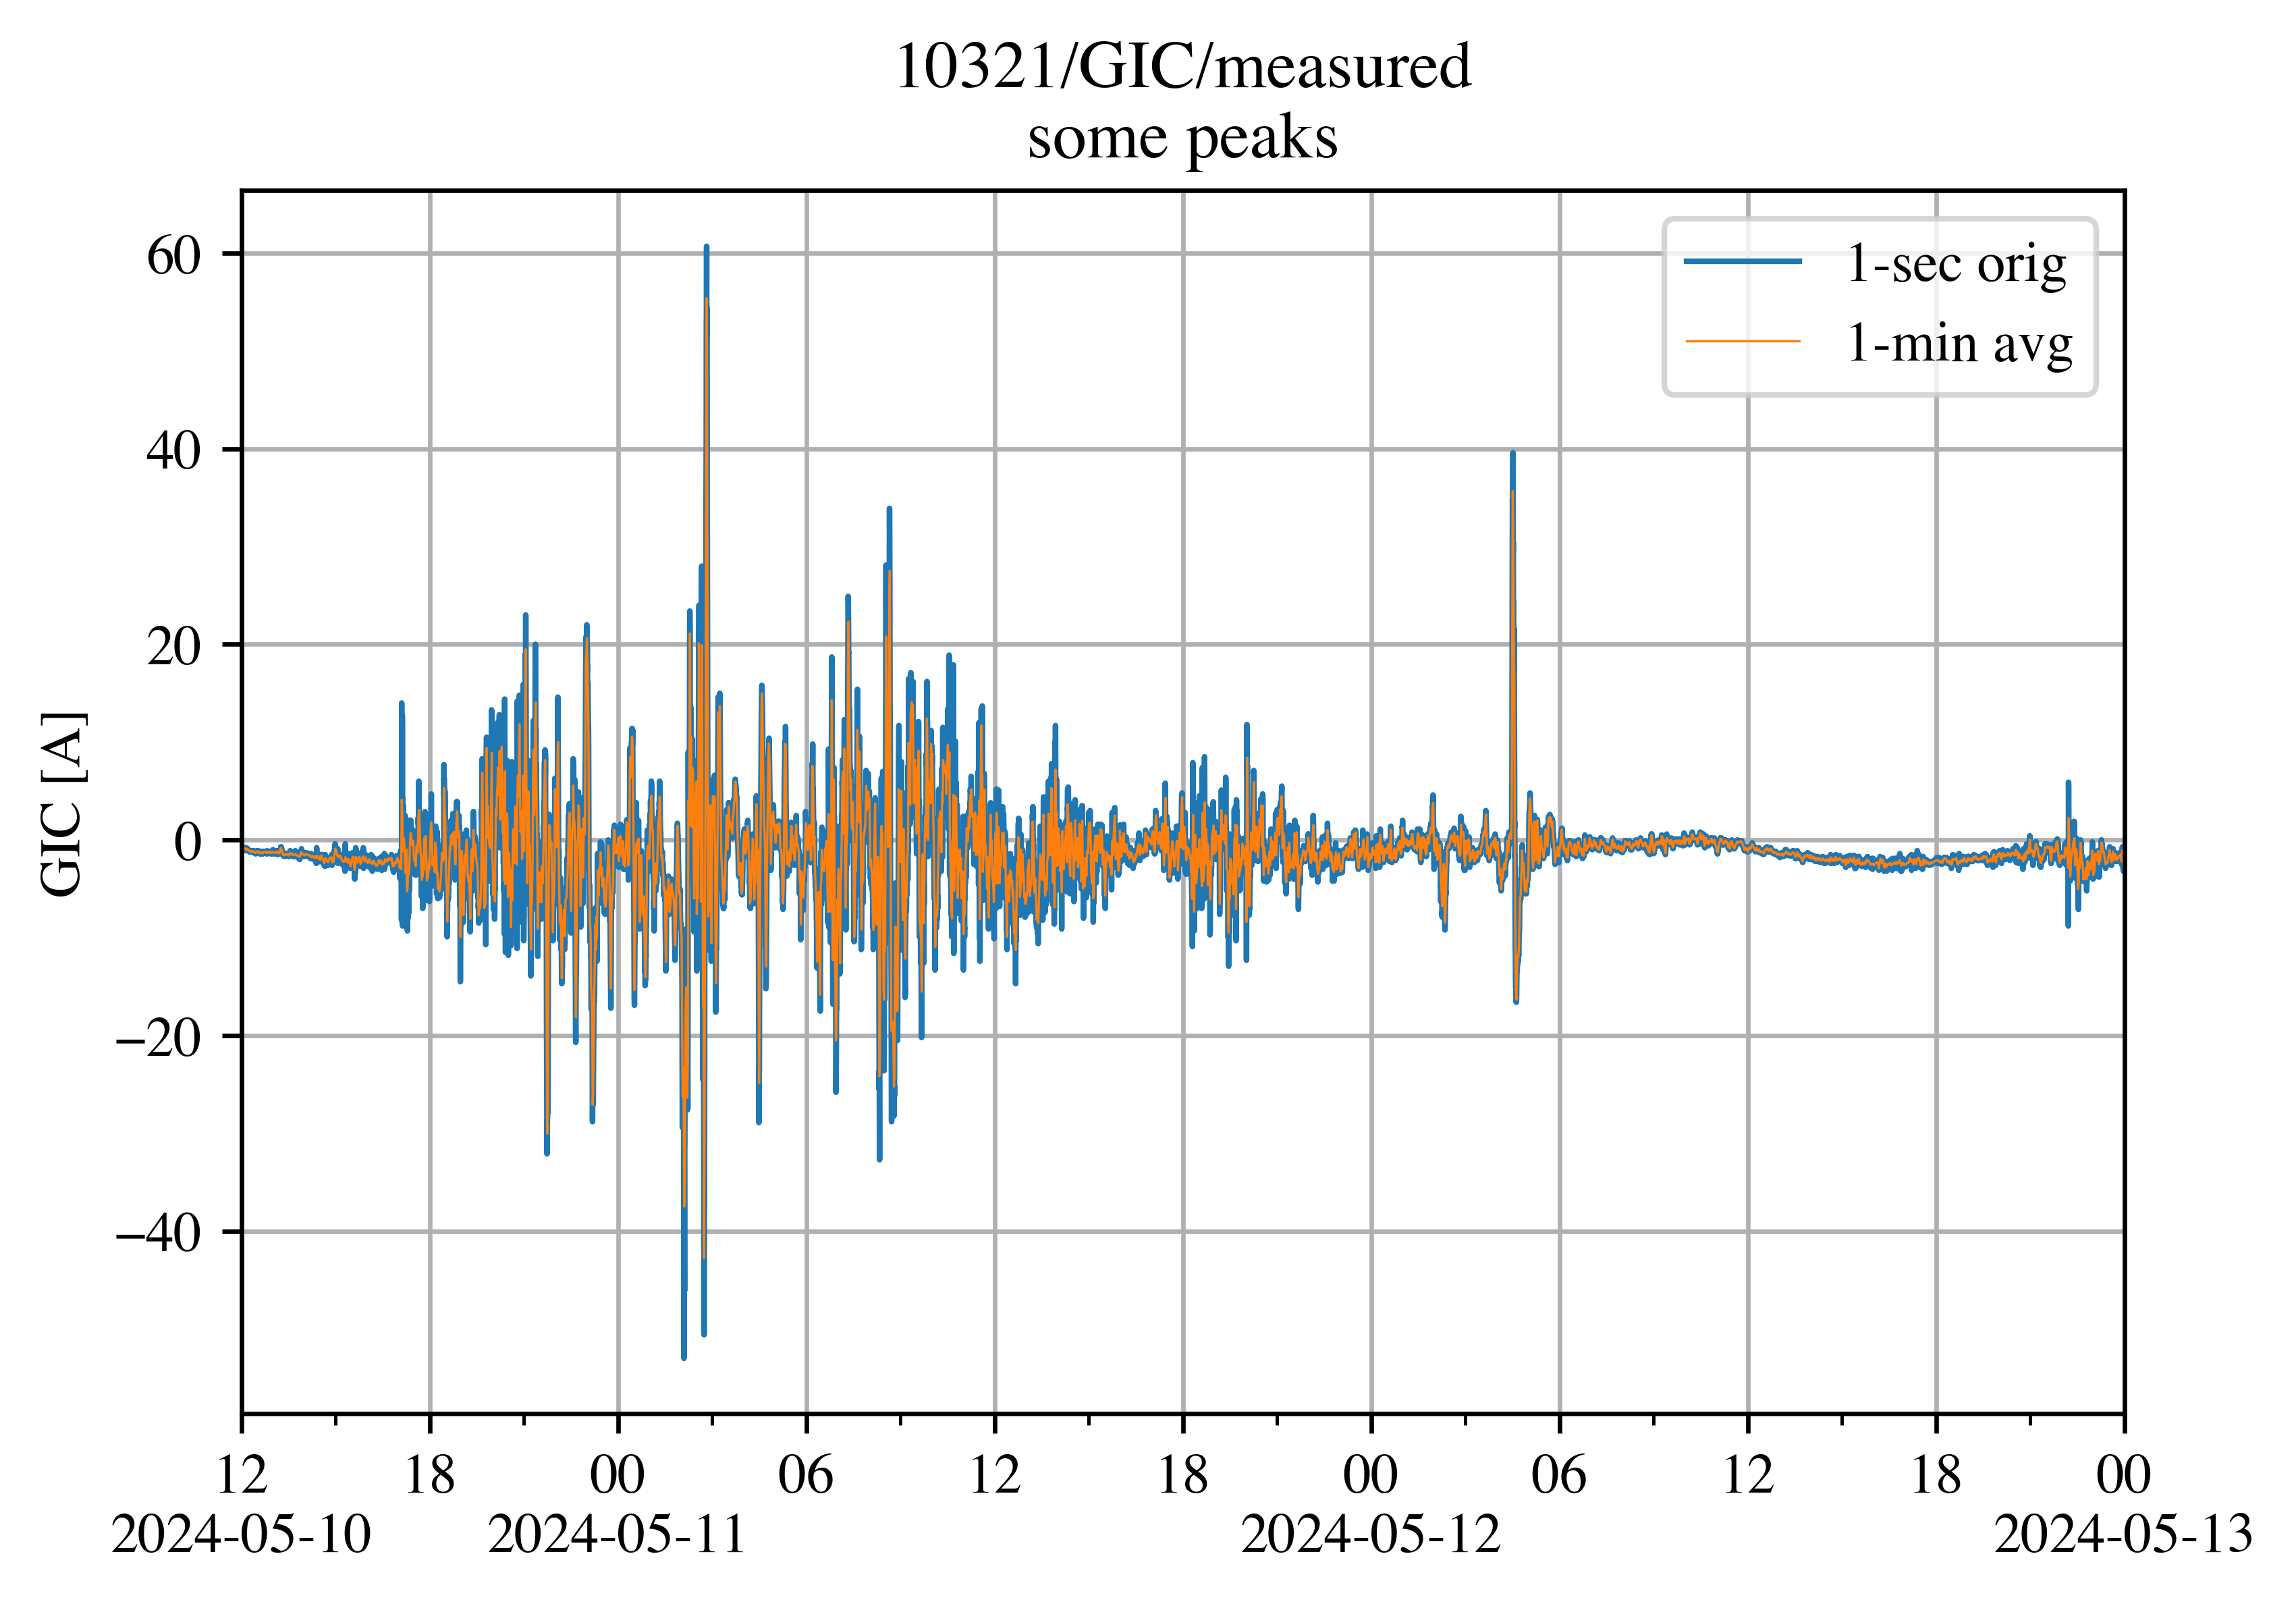 10321/GIC/measured
some peaks
1-sec orig
1-min avg
GIC [A]
60
40
20
0
−20
−40
12 18 00 06 12 18 00 06 12 18 00
2024-05-10 2024-05-11 2024-05-12 2024-05-13